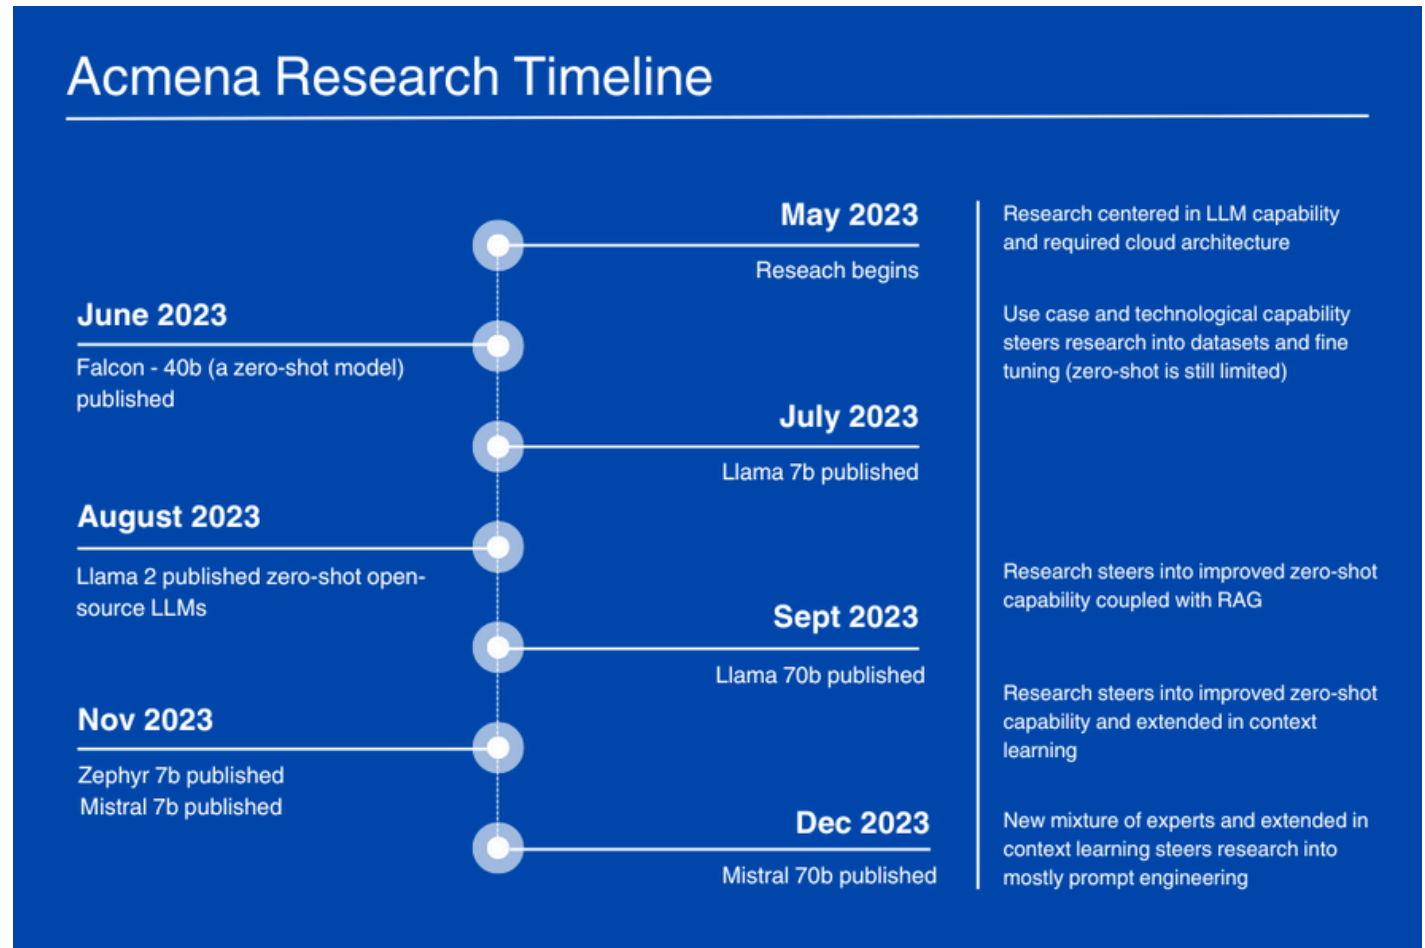 Acmena Research Timeline
May 2023
Reseach begins
Research centered in LLM capability
and required cloud architecture
June 2023
Falcon - 40b (a zero-shot model)
published
Use case and technological capability
steers research into datasets and fine
tuning (zero-shot is still limited)
July 2023
Llama 7b published
August 2023
Llama 2 published zero-shot open-
source LLMs
Research steers into improved zero-shot
capability coupled with RAG
Sept 2023
Llama 70b published
Research steers into improved zero-shot
capability and extended in context
learning
Nov 2023
Zephyr 7b published
Mistral 7b published
Dec 2023
Mistral 70b published
New mixture of experts and extended in
context learning steers research into
mostly prompt engineering